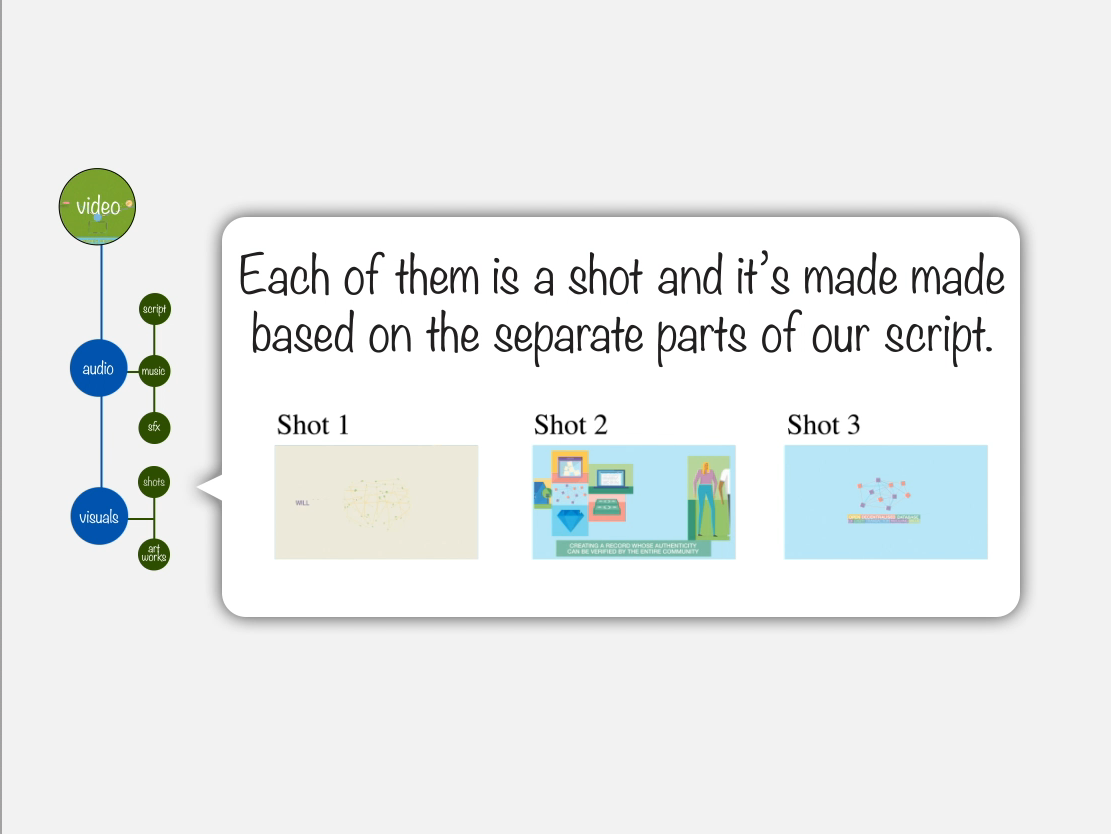 video
script
audio
music
sfx
shots
visuals
art
works
Each of them is a shot and it's made made
based on the separate parts of our script.
Shot 1
Shot 2
Shot 3
WILL
CREATING A RECORD WHOSE AUTHENTICITY
CAN BE VERIFIED BY THE ENTIRE COMMUNITY